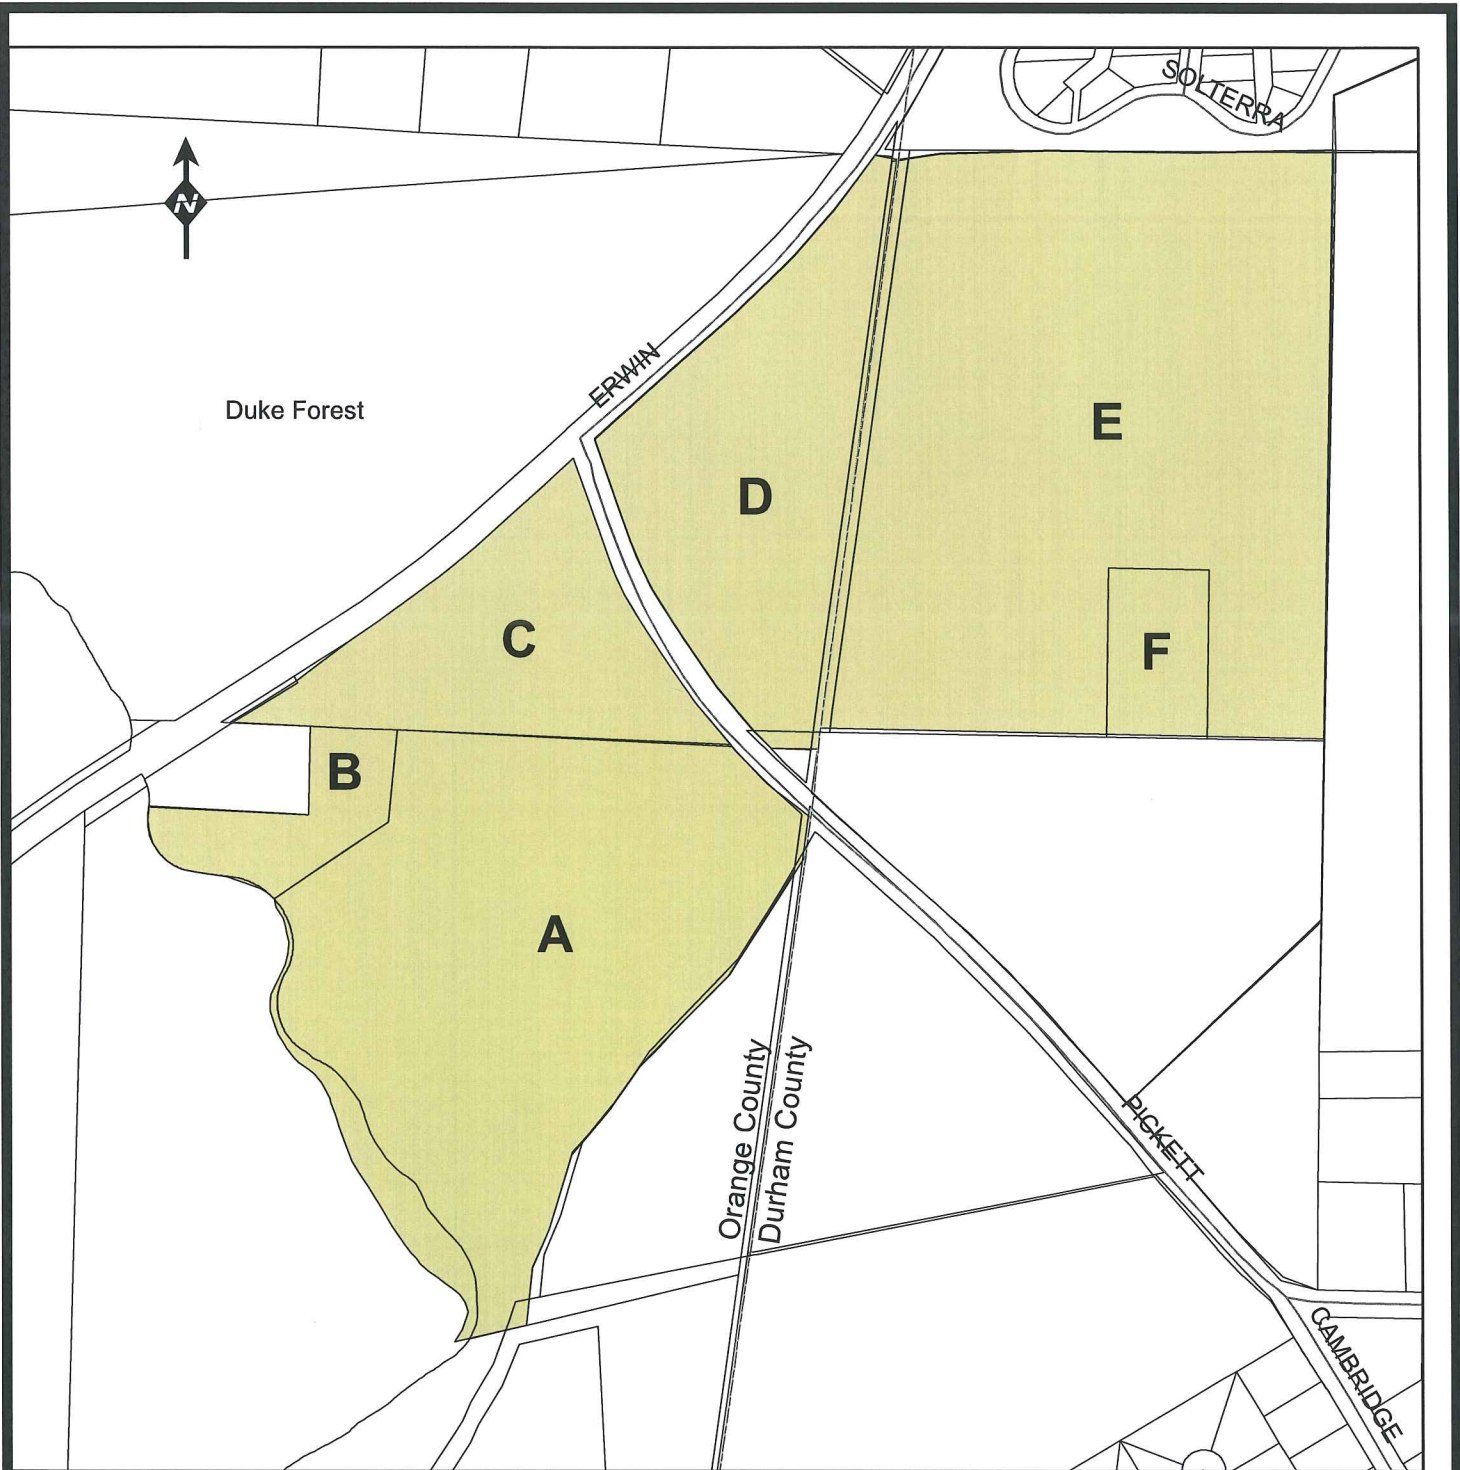 SOLTERRA
N
ERWIN
Duke Forest
E
D
C
F
B
A
Orange County
Durham County
PICKETT
CAMBRIDGE